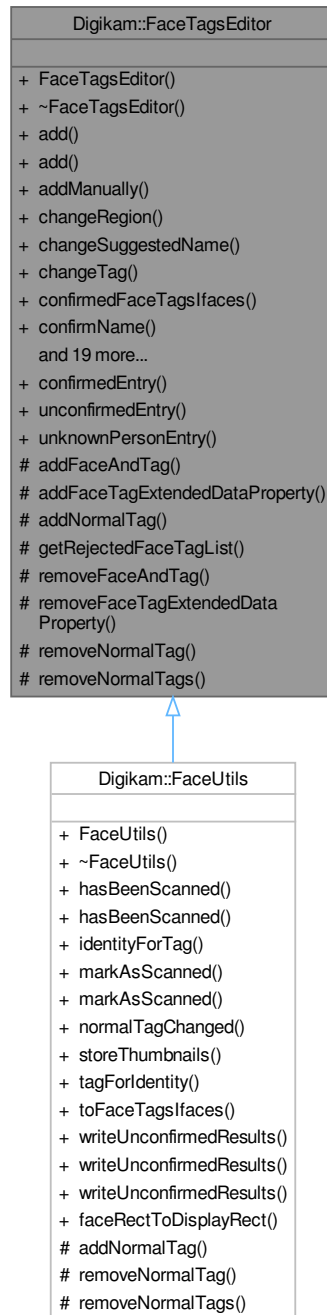 Digikam::FaceTagsEditor
+ FaceTagsEditor()
+ ~FaceTagsEditor()
+ add()
+ add()
+ addManually()
+ changeRegion()
+ changeSuggestedName()
+ changeTag()
+ confirmedFaceTagsIfaces()
+ confirmName()
and 19 more...
+ confirmedEntry()
+ unconfirmedEntry()
+ unknownPersonEntry()
# addFaceAndTag()
# addFaceTagExtendedDataProperty()
# addNormalTag()
# getRejectedFaceTagList()
# removeFaceAndTag()
# removeFaceTagExtendedData
Property()
# removeNormalTag()
# removeNormalTags()
Digikam::FaceUtils
+ FaceUtils()
+ ~FaceUtils()
+ hasBeenScanned()
+ hasBeenScanned()
+ identityForTag()
+ markAsScanned()
+ markAsScanned()
+ normalTagChanged()
+ storeThumbnails()
+ tagForIdentity()
+ toFaceTagsIfaces()
+ writeUnconfirmedResults()
+ writeUnconfirmedResults()
+ writeUnconfirmedResults()
+ faceRectToDisplayRect()
# addNormalTag()
# removeNormalTag()
# removeNormalTags()